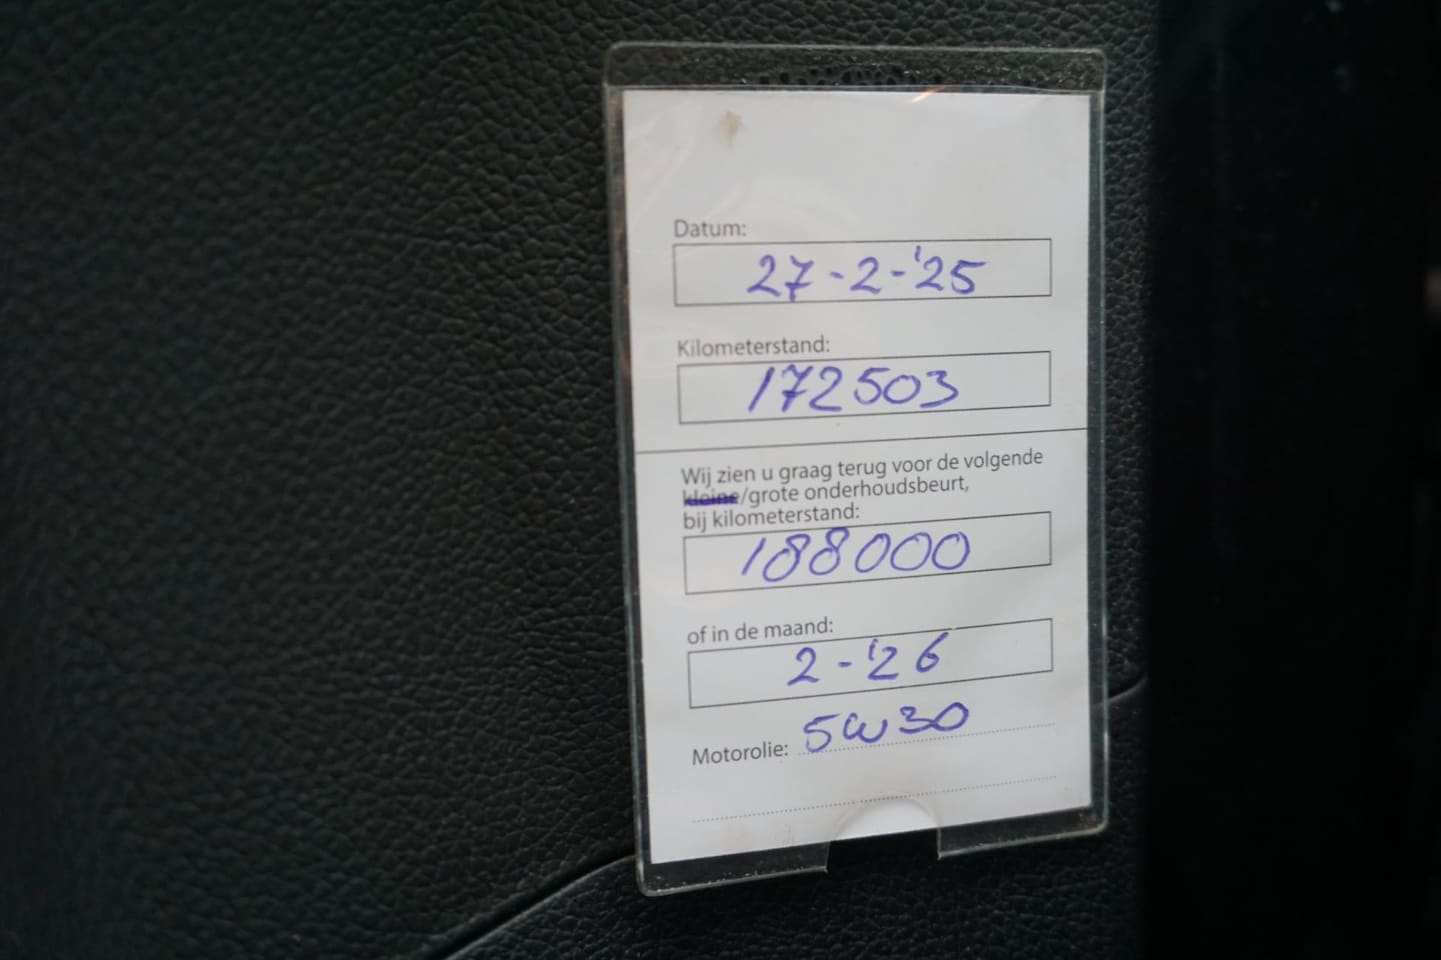 Datum:
27-2-'25
Kilometerstand:
172503
Wij zien u graag terug voor de volgende
kleine/grote onderhoudsbeurt,
bij kilometerstand:
188000
of in de maand:
2-'26
Motorolie: 5W30